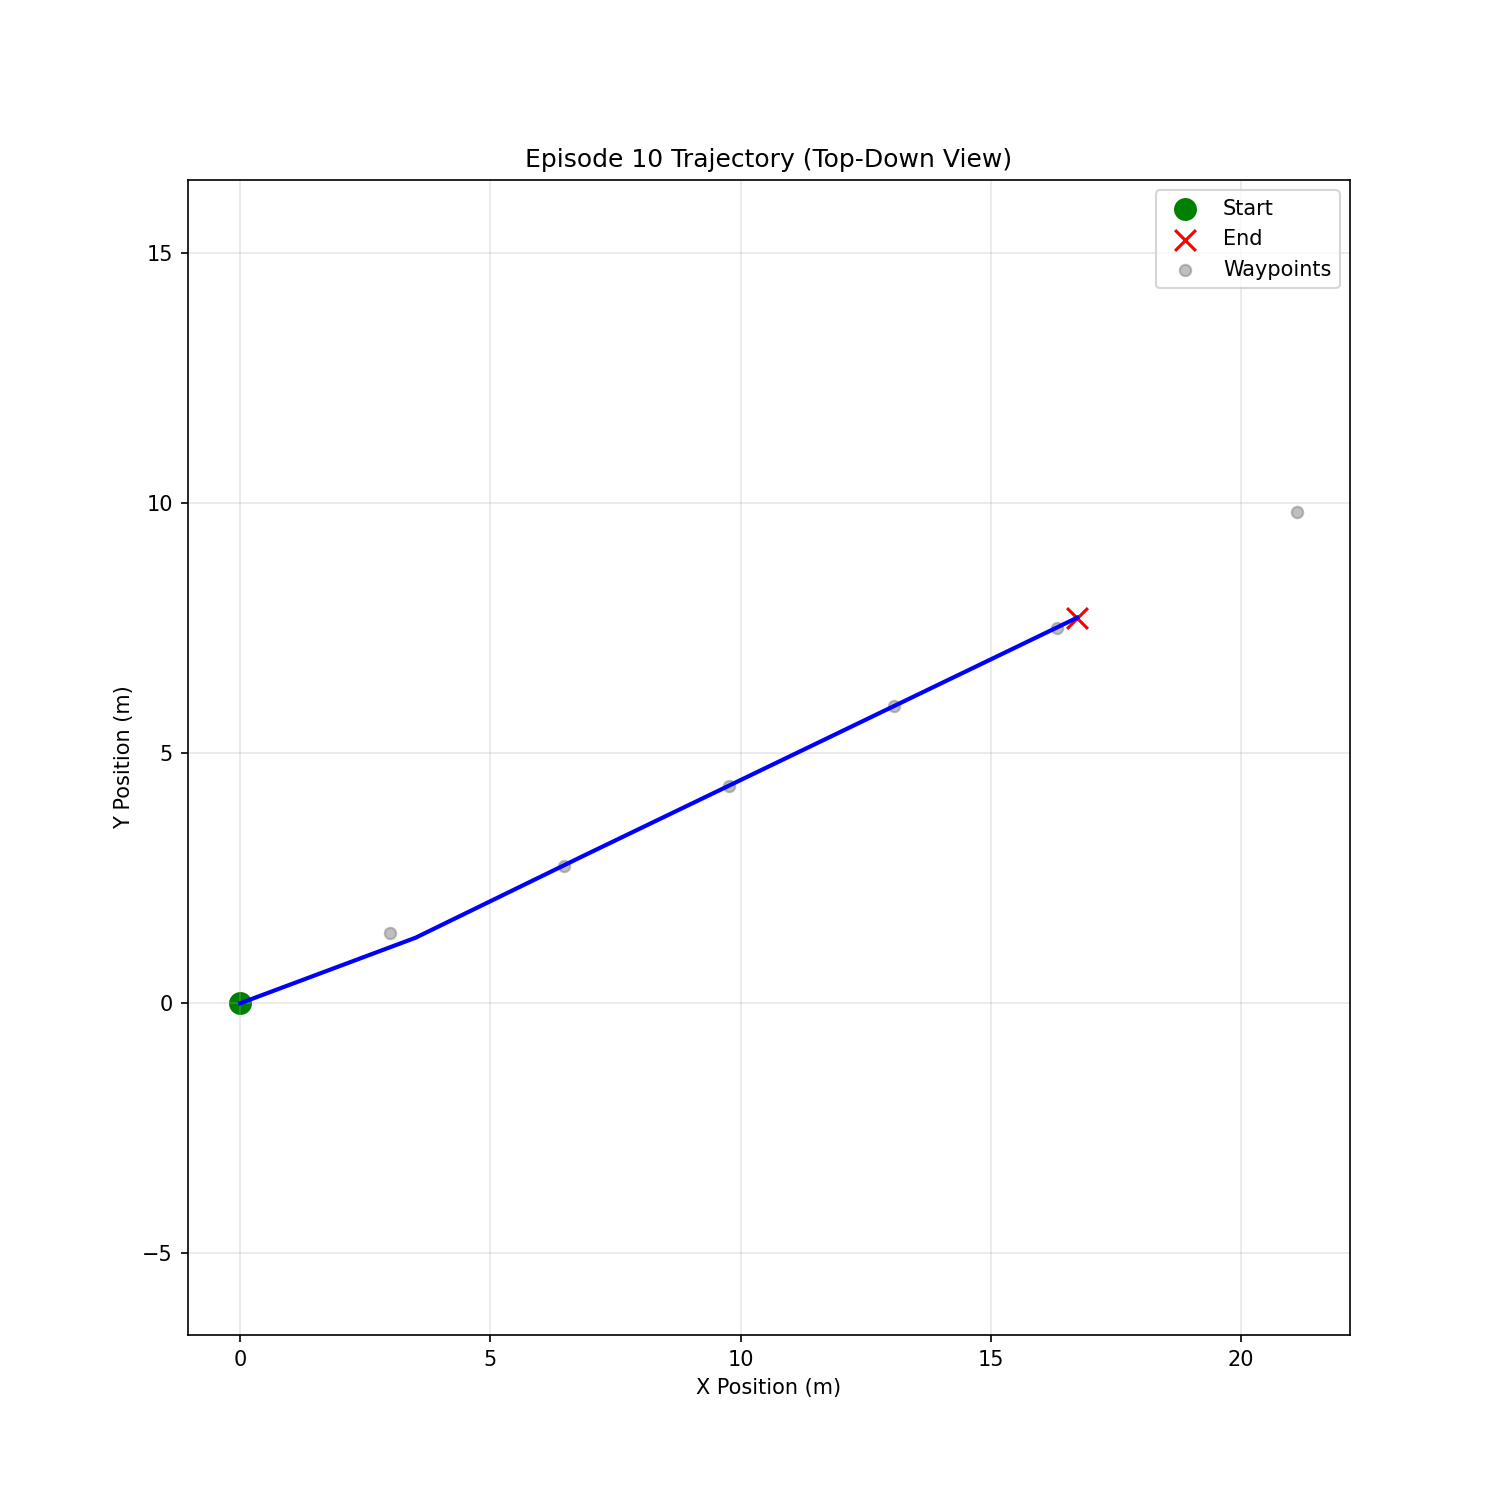 Episode 10 Trajectory (Top-Down View)
Start
End
Waypoints
15
10
5
0
−5
Y Position (m)
0 5 10 15 20
X Position (m)